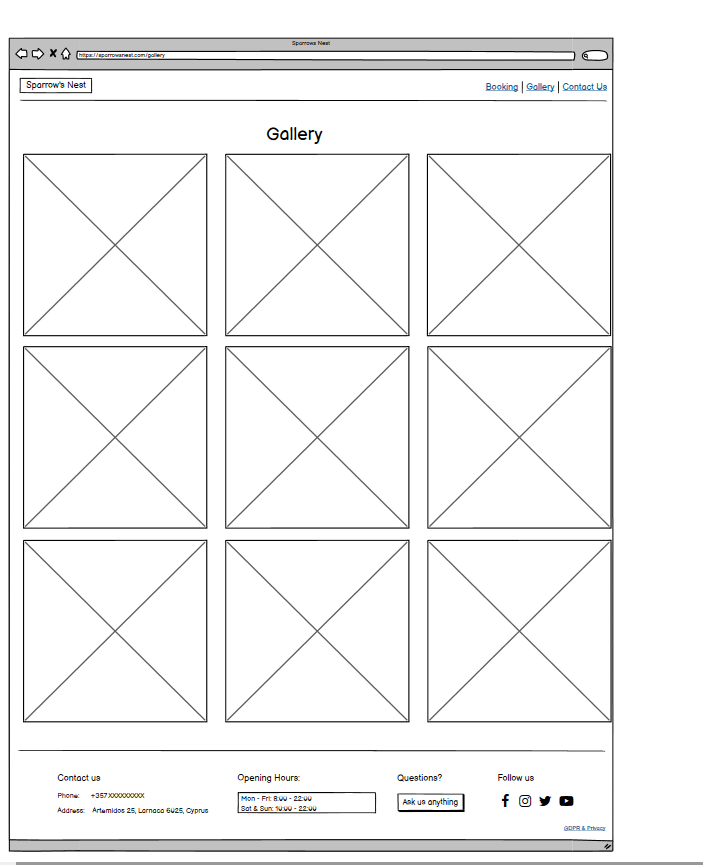 Sparrows Nest
https://sparrowsnest.com/gallery
Sparrow's Nest
Booking | Gallery | Contact Us
Gallery
Contact us
Phone: +357XXXXXXXXX
Address: Artemidos 25, Larnaca 6025, Cyprus
Opening Hours:
Mon - Fri: 8:00 - 22:00
Sat & Sun: 10:00 - 22:00
Questions?
Ask us anything
Follow us
GDPR & Privacy